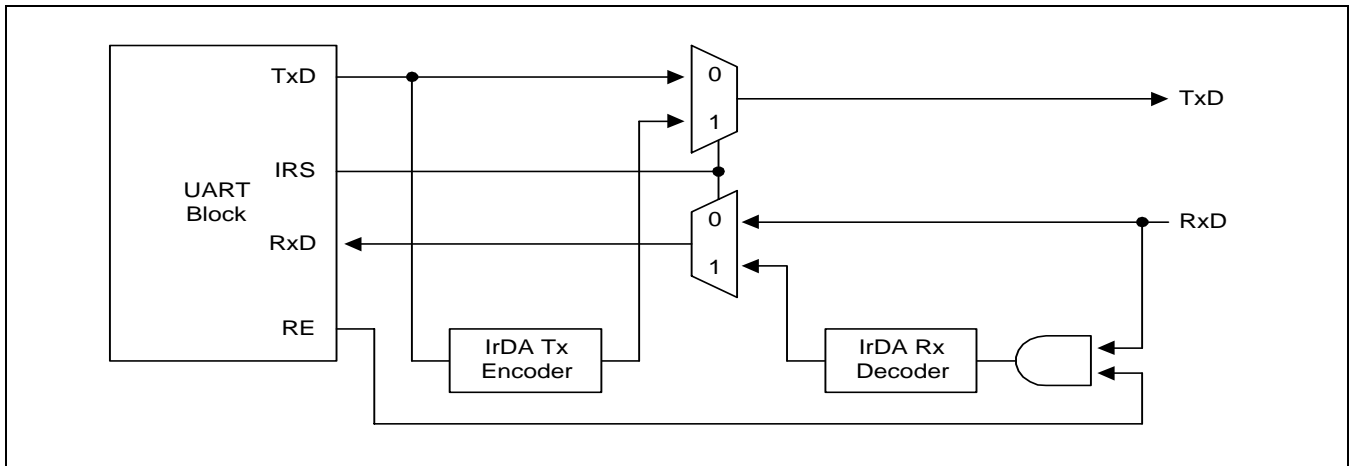 TxD
0
1
TxD
IRS
UART
Block
0
1
RxD
RxD
RE
IrDA Tx
Encoder
IrDA Rx
Decoder